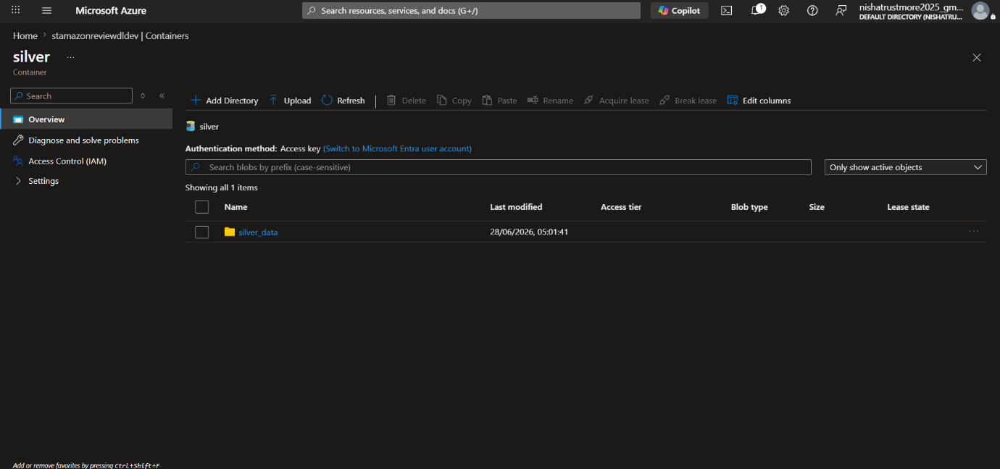 Microsoft Azure
Search resources, services, and docs (G+/)
Copilot
1
nishatrustmore2025_gm...
DEFAULT DIRECTORY (NISHATRU...
Home > stamazonreviewdldev | Containers
silver ...
Container
Search
Overview
Diagnose and solve problems
Access Control (IAM)
Settings
Add Directory Upload Refresh Delete Copy Paste Rename Acquire lease Break lease Edit columns
silver
Authentication method: Access key (Switch to Microsoft Entra user account)
Search blobs by prefix (case-sensitive)
Only show active objects
Showing all 1 items
Name Last modified Access tier Blob type Size Lease state
silver_data 28/06/2026, 05:01:41 ...
Add or remove favorites by pressing Ctrl+Shift+F